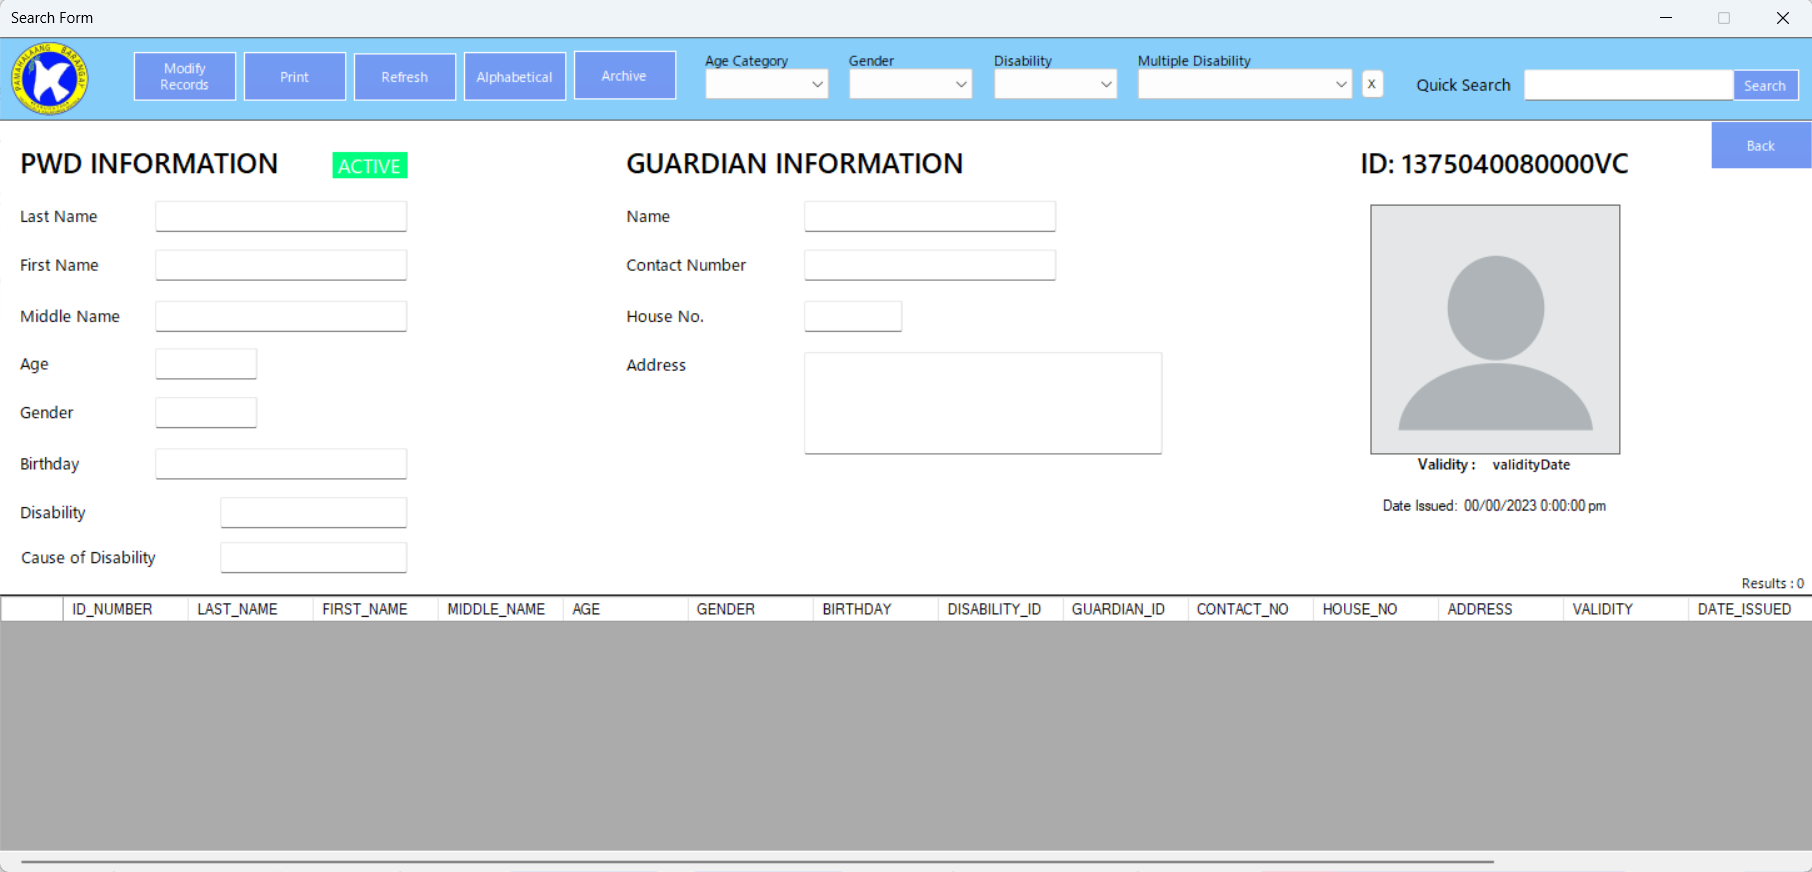 Search Form
PAMAHALAANG BARANGAY
Modify
Records
Print
Refresh
Alphabetical
Archive
Age Category
Gender
Disability
Multiple Disability
X
Quick Search
Search
Back
PWD INFORMATION
ACTIVE
GUARDIAN INFORMATION
ID: 1375040080000VC
Last Name
Name
First Name
Contact Number
Middle Name
House No.
Age
Address
Gender
Birthday
Validity : validityDate
Disability
Date Issued: 00/00/2023 0:00:00 pm
Cause of Disability
Results : 0
ID_NUMBER LAST_NAME FIRST_NAME MIDDLE_NAME AGE GENDER BIRTHDAY DISABILITY_ID GUARDIAN_ID CONTACT_NO HOUSE_NO ADDRESS VALIDITY DATE_ISSUED